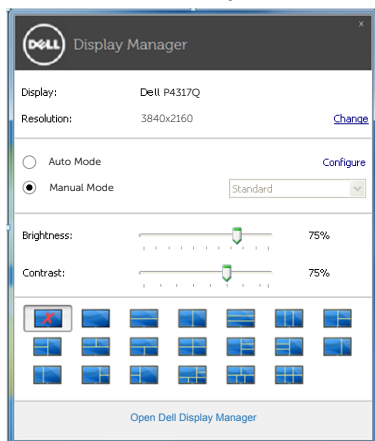 DELL Display Manager
x
Display: Dell P4317Q
Resolution: 3840x2160 Change
Auto Mode Configure
Manual Mode Standard
Brightness: 75%
Contrast: 75%
Open Dell Display Manager